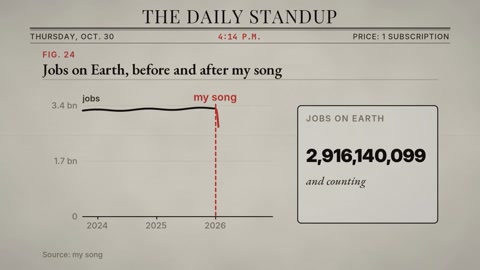 THE DAILY STANDUP
THURSDAY, OCT. 30
4:14 P.M.
PRICE: 1 SUBSCRIPTION
FIG. 24
Jobs on Earth, before and after my song
jobs
my song
3.4 bn
1.7 bn
0
2024
2025
2026
JOBS ON EARTH
2,916,140,099
and counting
Source: my song